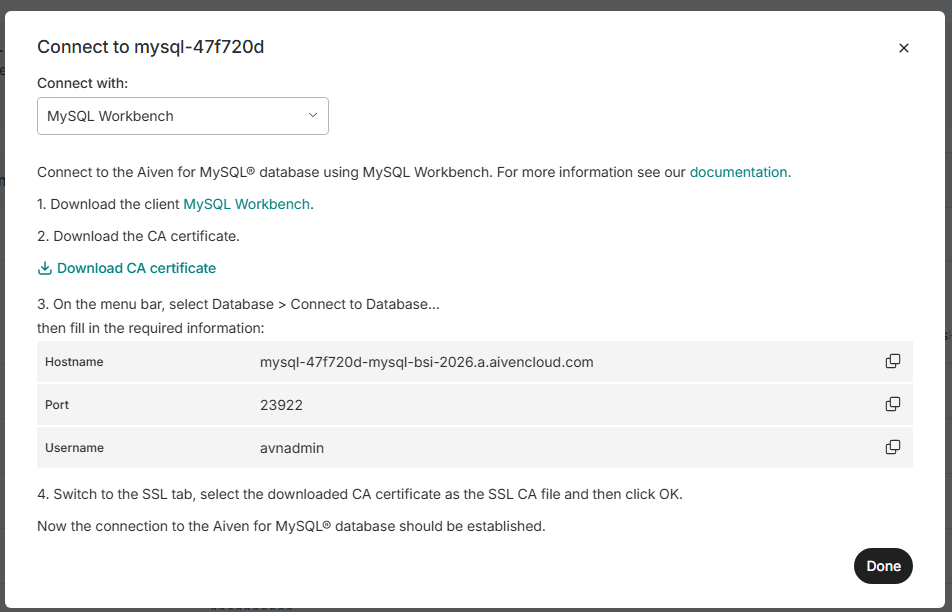 Connect to mysql-47f720d
Connect with:
MySQL Workbench
Connect to the Aiven for MySQL® database using MySQL Workbench. For more information see our documentation.
1. Download the client MySQL Workbench.
2. Download the CA certificate.
Download CA certificate
3. On the menu bar, select Database > Connect to Database...
then fill in the required information:
Hostname mysql-47f720d-mysql-bsi-2026.a.aivencloud.com
Port 23922
Username avnadmin
4. Switch to the SSL tab, select the downloaded CA certificate as the SSL CA file and then click OK.
Now the connection to the Aiven for MySQL® database should be established.
Done